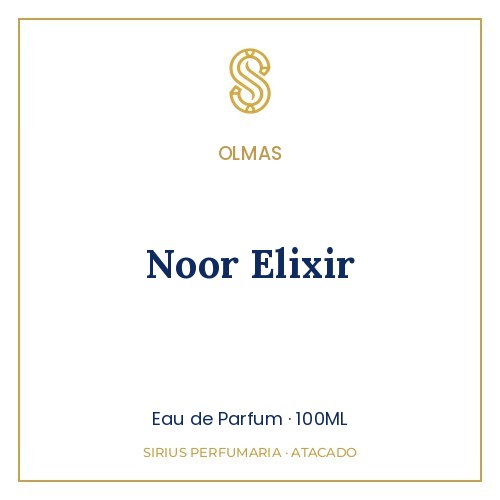 OLMAS
Noor Elixir
Eau de Parfum · 100ML
SIRIUS PERFUMARIA · ATACADO